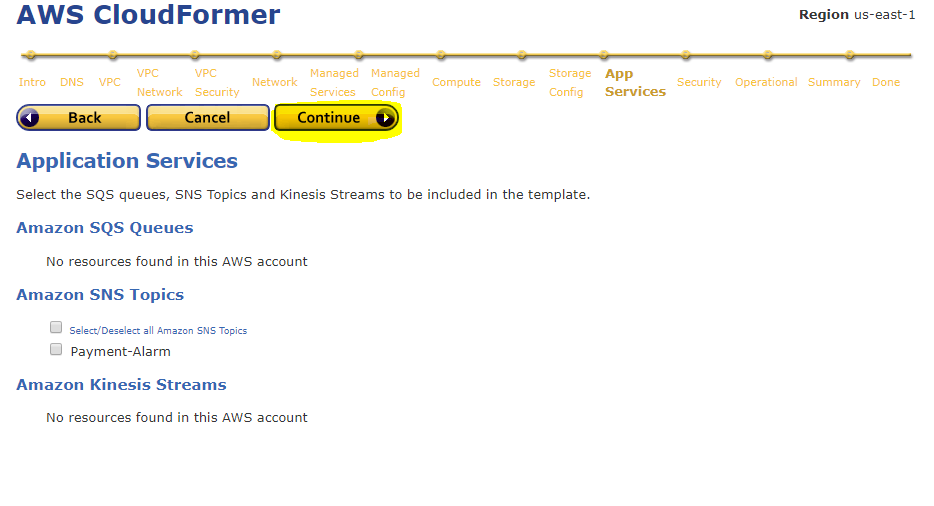 AWS CloudFormer
Region us-east-1
Intro DNS VPC VPC Network VPC Security Network Managed Services Managed Config Compute Storage Storage Config App Services Security Operational Summary Done
Back Cancel Continue
Application Services
Select the SQS queues, SNS Topics and Kinesis Streams to be included in the template.
Amazon SQS Queues
No resources found in this AWS account
Amazon SNS Topics
Select/Deselect all Amazon SNS Topics
Payment-Alarm
Amazon Kinesis Streams
No resources found in this AWS account